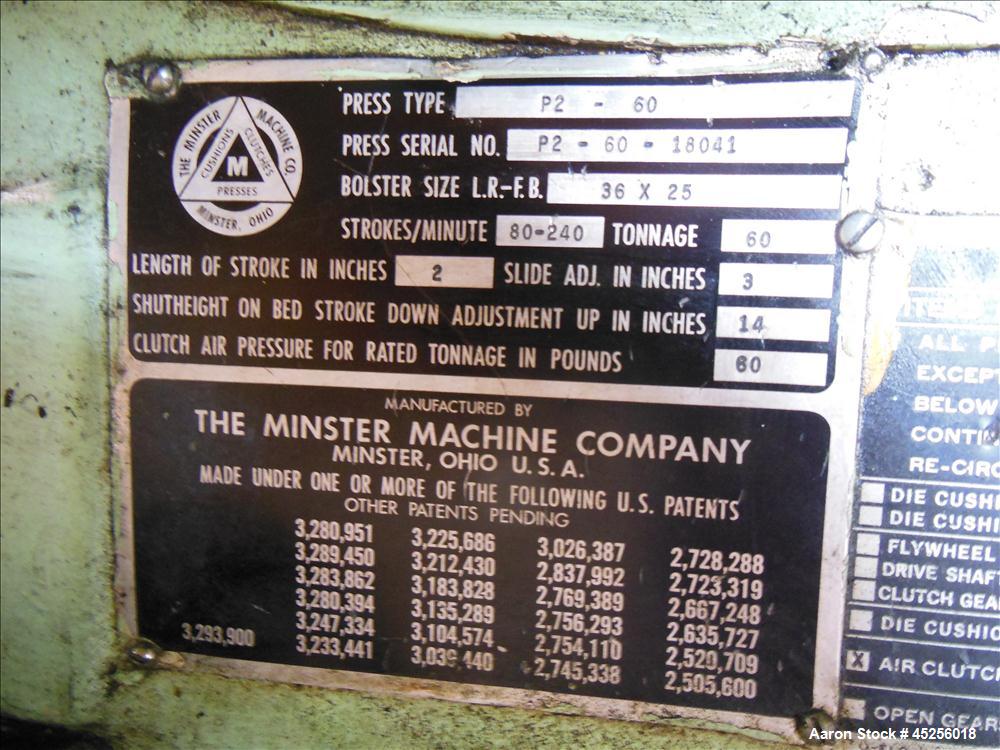 THE MINSTER MACHINE CO.
CUSHIONS CLUTCHES
M
PRESSES
MINSTER, OHIO
PRESS TYPE P2 - 60
PRESS SERIAL NO. P2 - 60 - 18041
BOLSTER SIZE L.R.-F.B. 36 X 25
STROKES/MINUTE 80-240 TONNAGE 60
LENGTH OF STROKE IN INCHES 2 SLIDE ADJ. IN INCHES 3
SHUTHEIGHT ON BED STROKE DOWN ADJUSTMENT UP IN INCHES 14
CLUTCH AIR PRESSURE FOR RATED TONNAGE IN POUNDS 60
MANUFACTURED BY
THE MINSTER MACHINE COMPANY
MINSTER, OHIO U.S.A.
MADE UNDER ONE OR MORE OF THE FOLLOWING U.S. PATENTS
OTHER PATENTS PENDING
3,280,951 3,225,686 3,026,387 2,728,288
3,289,450 3,212,430 2,837,992 2,723,319
3,283,862 3,183,828 2,769,389 2,667,248
3,280,394 3,135,289 2,756,293 2,635,727
3,247,334 3,104,574 2,754,110 2,520,709
3,293,900 3,233,441 3,039,440 2,745,338 2,505,600
ALL P
EXCEPT
BELOW
CONTIN
RE-CIRC
DIE CUSHI
DIE CUSHI
FLYWHEEL
DRIVE SHAFT
CLUTCH GEA
DIE CUSHIO
X AIR CLUTC
OPEN GEAR
Aaron Stock # 45256018